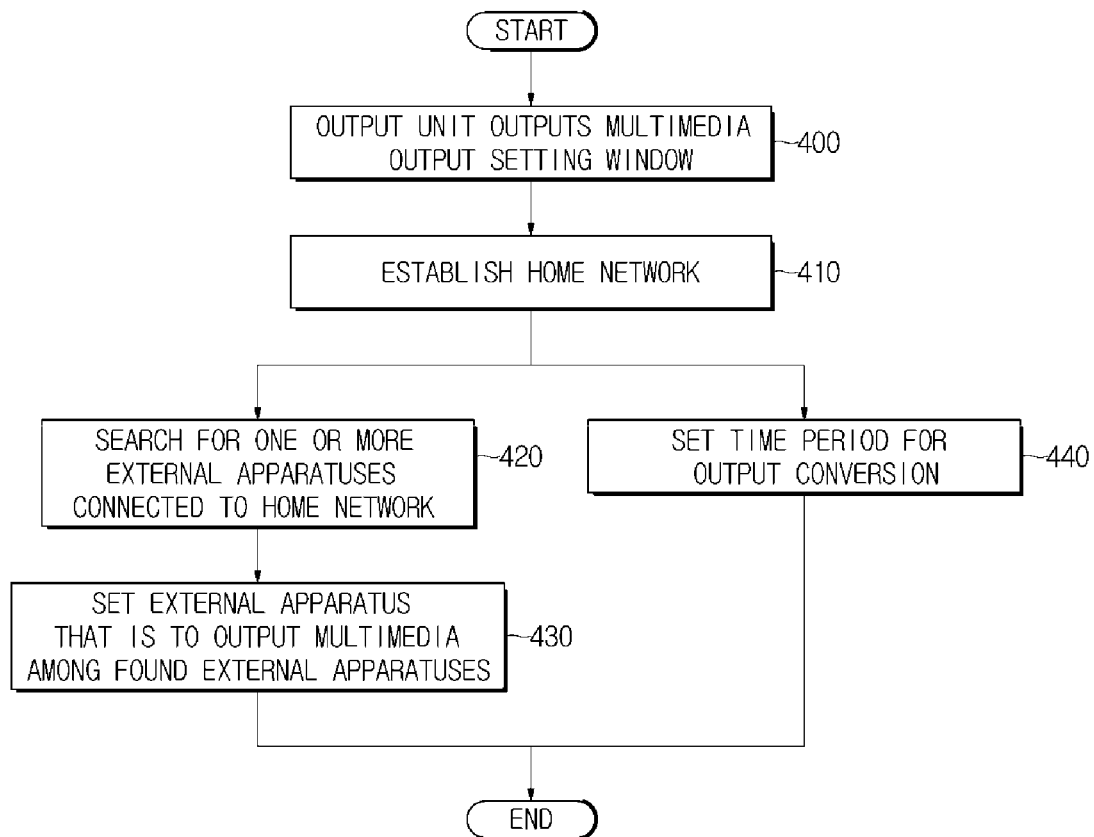 START
OUTPUT UNIT OUTPUTS MULTIMEDIA
OUTPUT SETTING WINDOW
400
ESTABLISH HOME NETWORK
410
SEARCH FOR ONE OR MORE
EXTERNAL APPARATUSES
CONNECTED TO HOME NETWORK
420
SET TIME PERIOD FOR
OUTPUT CONVERSION
440
SET EXTERNAL APPARATUS
THAT IS TO OUTPUT MULTIMEDIA
AMONG FOUND EXTERNAL APPARATUSES
430
END